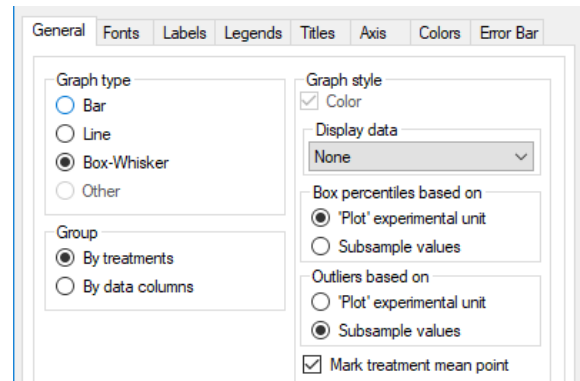 General Fonts Labels Legends Titles Axis Colors Error Bar
Graph type
Bar
Line
Box-Whisker
Other
Group
By treatments
By data columns
Graph style
Color
Display data
None
Box percentiles based on
'Plot' experimental unit
Subsample values
Outliers based on
'Plot' experimental unit
Subsample values
Mark treatment mean point